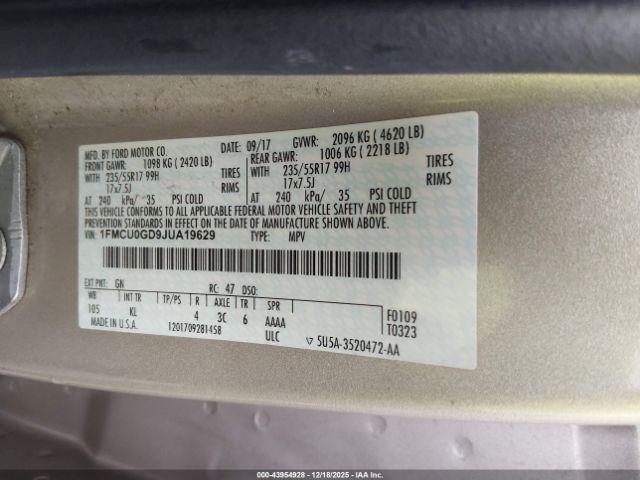 MFD. BY FORD MOTOR CO. DATE: 09/17 GVWR: 2096 KG ( 4620 LB)
FRONT GAWR: 1098 KG ( 2420 LB) REAR GAWR: 1006 KG ( 2218 LB)
WITH 235/55R17 99H TIRES WITH 235/55R17 99H TIRES
17x7.5J RIMS 17x7.5J RIMS
AT 240 kPa/ 35 PSI COLD AT 240 kPa/ 35 PSI COLD
THIS VEHICLE CONFORMS TO ALL APPLICABLE FEDERAL MOTOR VEHICLE SAFETY AND THEFT
PREVENTION STANDARDS IN EFFECT ON THE DATE OF MANUFACTURE SHOWN ABOVE.
VIN: 1FMCU0GD9JUA19629 TYPE: MPV
EXT PNT: GN RC: 47 DSO:
WB INT TR TP/PS R AXLE TR SPR
105 KL 4 3C 6 AAAA F0109
MADE IN U.S.A. 1201709281458 ULC T0323
▽ 5U5A-3520472-AA
00-43954928 - 12/18/2025 - IAAI.com